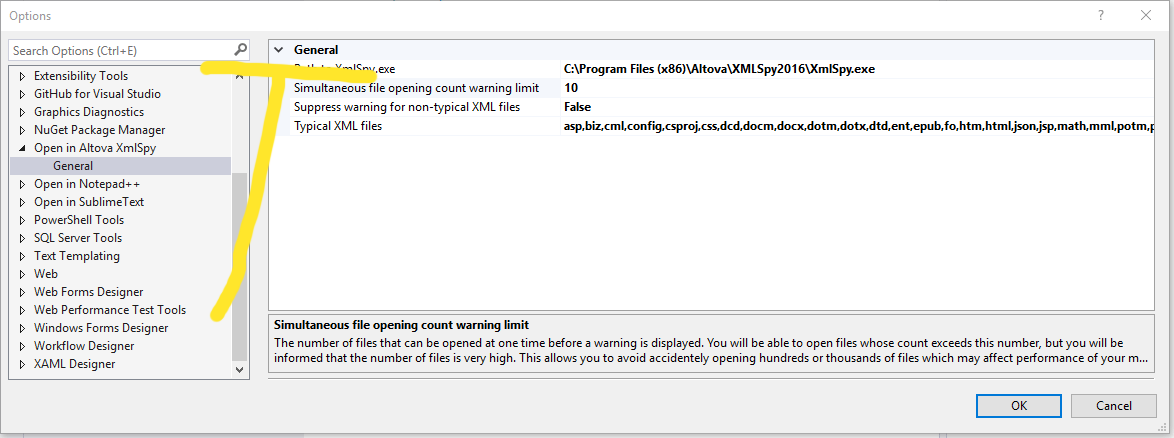 Options
?
Search Options (Ctrl+E)
Extensibility Tools
GitHub for Visual Studio
Graphics Diagnostics
NuGet Package Manager
Open in Altova XmlSpy
General
Open in Notepad++
Open in SublimeText
PowerShell Tools
SQL Server Tools
Text Templating
Web
Web Forms Designer
Web Performance Test Tools
Windows Forms Designer
Workflow Designer
XAML Designer
General
Path to XmlSpy.exe C:\Program Files (x86)\Altova\XMLSpy2016\XmlSpy.exe
Simultaneous file opening count warning limit 10
Suppress warning for non-typical XML files False
Typical XML files asp,biz,cml,config,csproj,css,dcd,docm,docx,dotm,dotx,dtd,ent,epub,fo,htm,html,json,jsp,math,mml,potm,p
Simultaneous file opening count warning limit
The number of files that can be opened at one time before a warning is displayed. You will be able to open files whose count exceeds this number, but you will be
informed that the number of files is very high. This allows you to avoid accidentely opening hundreds or thousands of files which may affect performance of your m...
OK Cancel